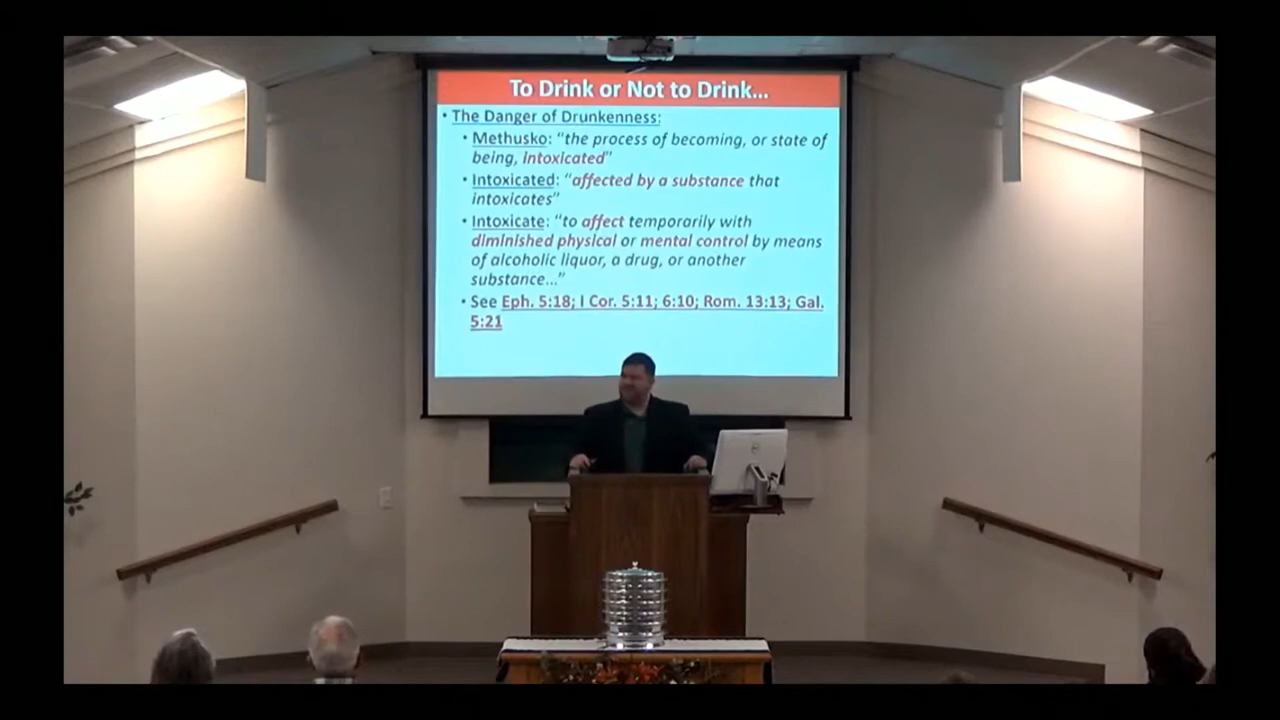 To Drink or Not to Drink...
• The Danger of Drunkenness:
• Methusko: “the process of becoming, or state of
being, intoxicated”
• Intoxicated: “affected by a substance that
intoxicates”
• Intoxicate: “to affect temporarily with
diminished physical or mental control by means
of alcoholic liquor, a drug, or another
substance...”
• See Eph. 5:18; I Cor. 5:11; 6:10; Rom. 13:13; Gal.
5:21